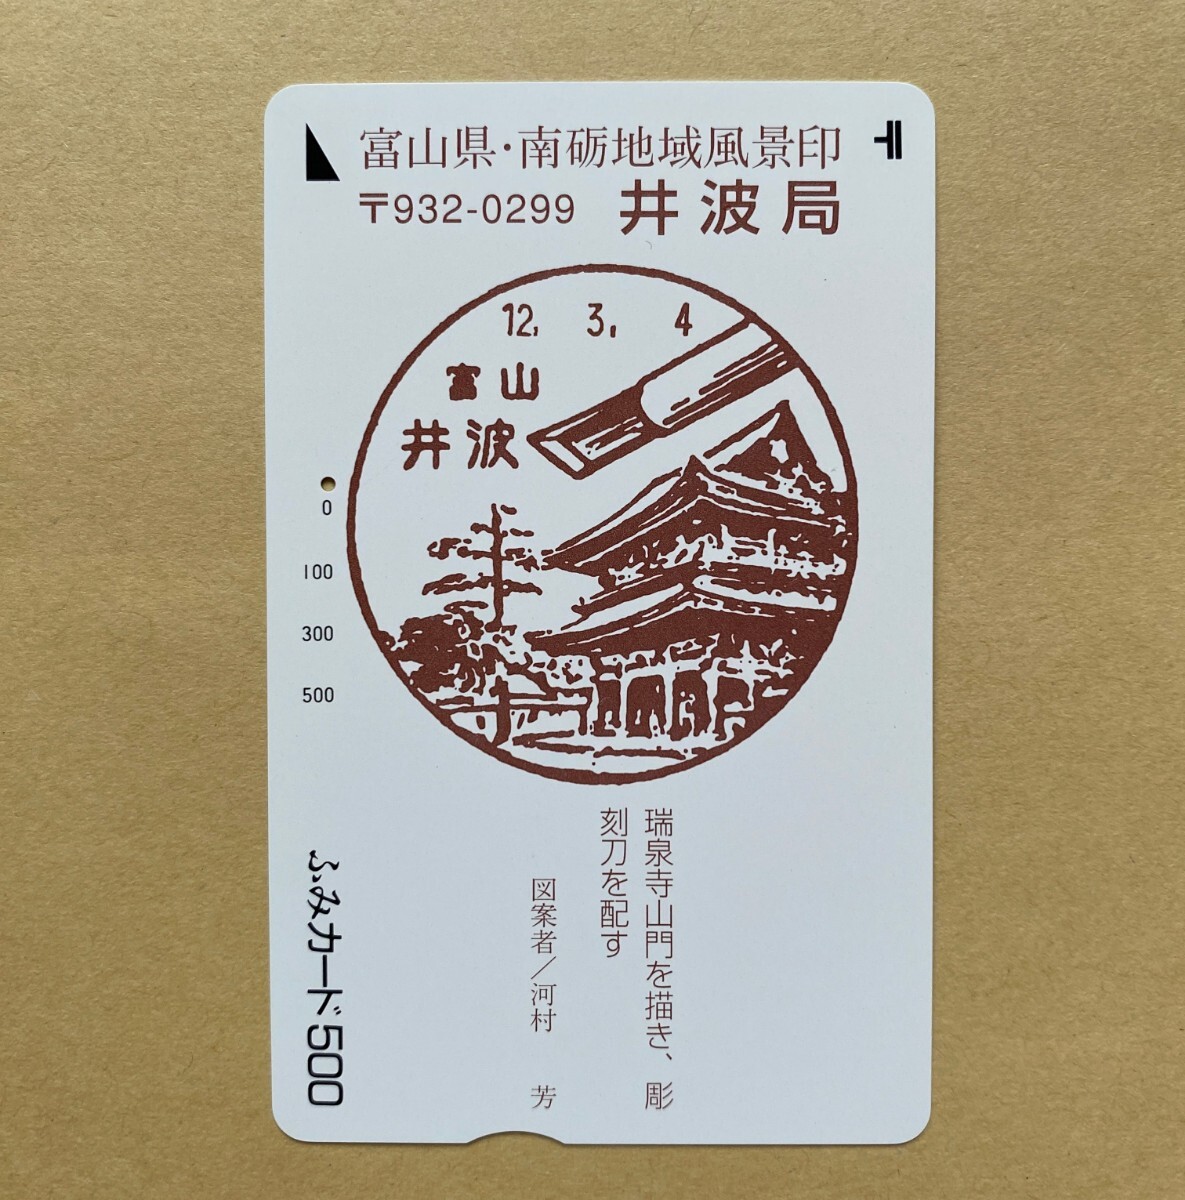 富山県・南砺地域風景印
〒932-0299 井波局
12. 3. 4
富山
井波
0
100
300
500
瑞泉寺山門を描き、彫
刻刀を配す
図案者/河村 芳
ふみカード500